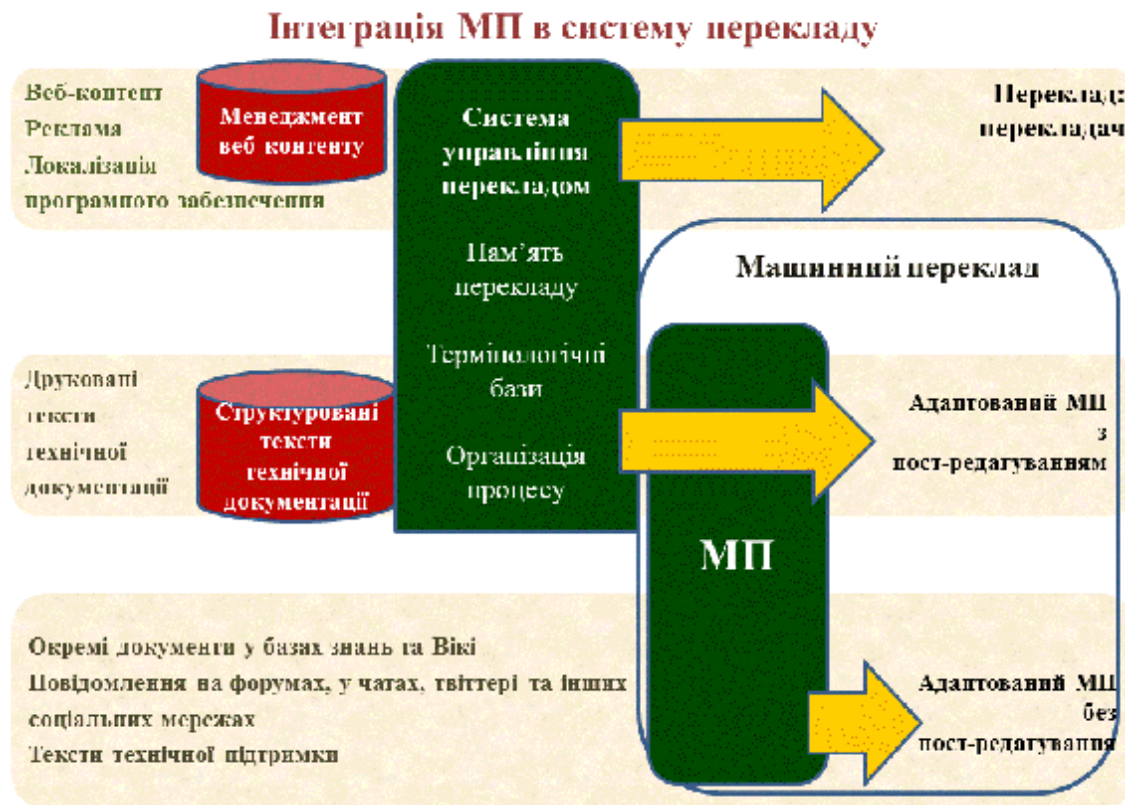 Інтеграція МП в систему перекладу
Веб-контент
Реклама
Локалізація
програмного забезпечення
Менеджмент
веб контенту
Система
управління
перекладом
Пам’ять
перекладу
Термінологічні
бази
Організація
процесу
Переклад:
перекладач
Машинний переклад
Друковані
тексти
технічної
документації
Структуровані
тексти
технічної
документації
Адаптований МП
з
пост-редагуванням
МП
Окремі документи у базах знань та Вікі
Повідомлення на форумах, у чатах, твіттері та інших
соціальних мережах
Тексти технічної підтримки
Адаптований МП
без
пост-редагування